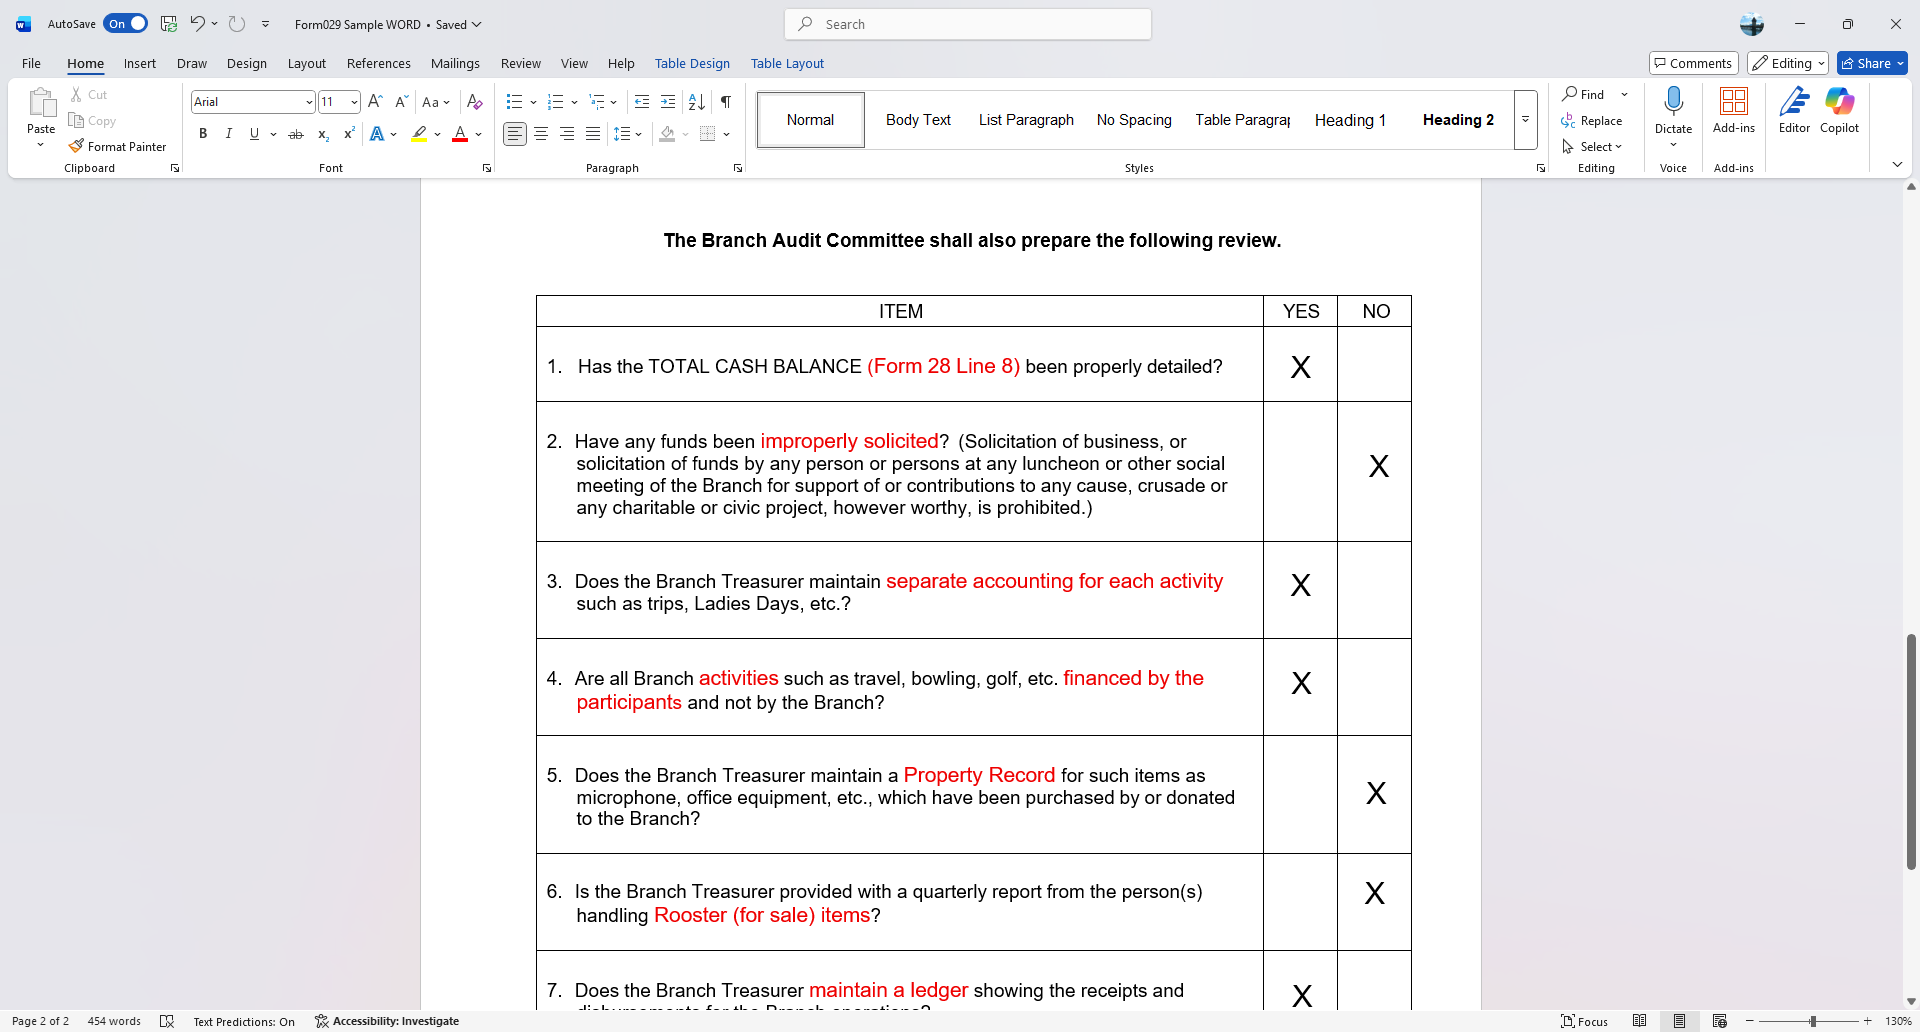 AutoSave On Form029 Sample WORD • Saved Search
File Home Insert Draw Design Layout References Mailings Review View Help Table Design Table Layout Comments Editing Share
Paste Cut Copy Format Painter
Clipboard
Arial 11 Aa
B I U ab x₂ x² A A
Font
Paragraph
Normal Body Text List Paragraph No Spacing Table Paragrap Heading 1 Heading 2
Styles
Find
Replace
Select
Editing
Dictate
Voice
Add-ins
Add-ins
Editor
Copilot
The Branch Audit Committee shall also prepare the following review.
ITEM YES NO
1. Has the TOTAL CASH BALANCE (Form 28 Line 8) been properly detailed? X
2. Have any funds been improperly solicited? (Solicitation of business, or
solicitation of funds by any person or persons at any luncheon or other social
meeting of the Branch for support of or contributions to any cause, crusade or
any charitable or civic project, however worthy, is prohibited.)
X
3. Does the Branch Treasurer maintain separate accounting for each activity
such as trips, Ladies Days, etc.?
X
4. Are all Branch activities such as travel, bowling, golf, etc. financed by the
participants and not by the Branch?
X
5. Does the Branch Treasurer maintain a Property Record for such items as
microphone, office equipment, etc., which have been purchased by or donated
to the Branch?
X
6. Is the Branch Treasurer provided with a quarterly report from the person(s)
handling Rooster (for sale) items?
X
7. Does the Branch Treasurer maintain a ledger showing the receipts and
disbursements for the Branch operations?
X
Page 2 of 2 454 words Text Predictions: On Accessibility: Investigate Focus 130%